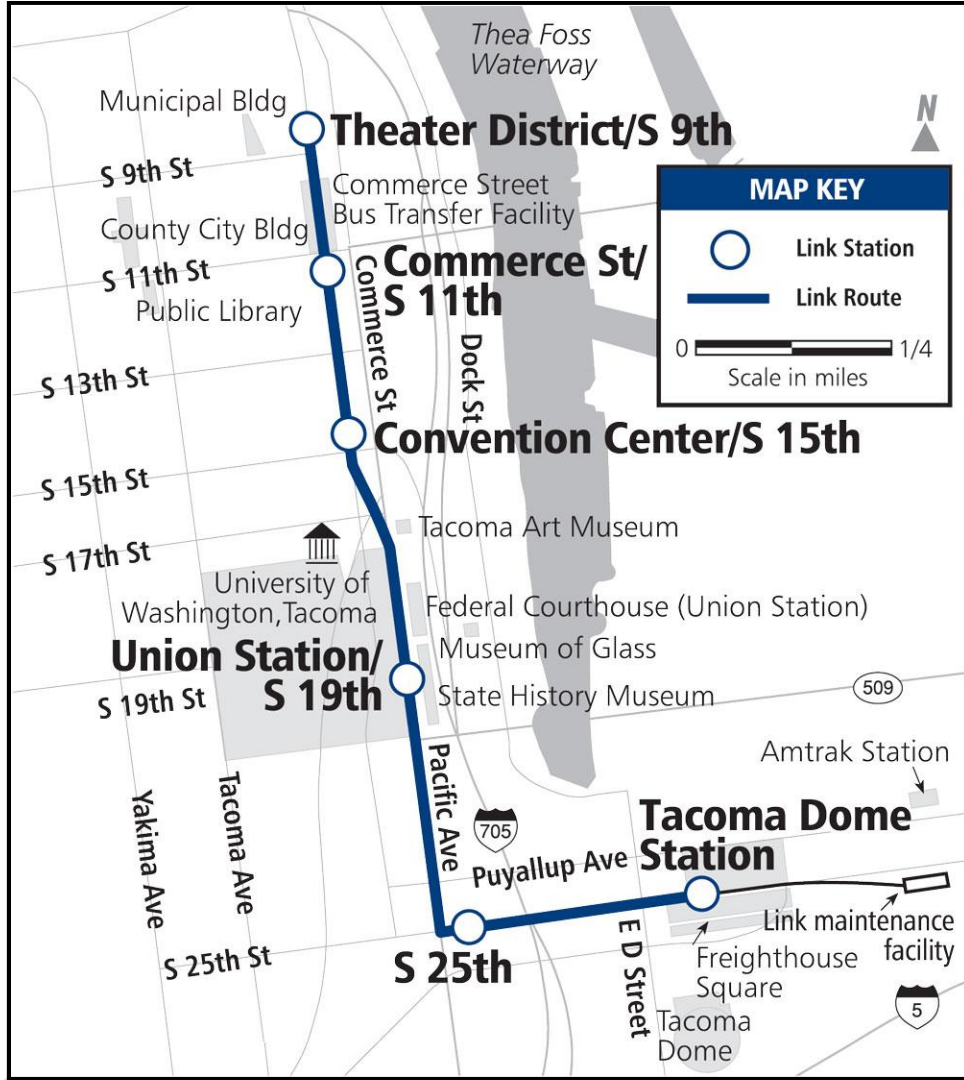 Thea Foss
Waterway
Municipal Bldg
Theater District/S 9th
N
S 9th St
Commerce Street
Bus Transfer Facility
MAP KEY
Link Station
Link Route
0
1/4
Scale in miles
County City Bldg
S 11th St
Commerce St/
S 11th
Public Library
Commerce St
Dock St
S 13th St
Convention Center/S 15th
S 15th St
Tacoma Art Museum
S 17th St
University of
Washington,Tacoma
Federal Courthouse (Union Station)
Museum of Glass
Union Station/
S 19th
State History Museum
S 19th St
509
Amtrak Station
Yakima Ave
Tacoma Ave
Pacific Ave
705
Tacoma Dome
Station
Puyallup Ave
Link maintenance
facility
S 25th St
S 25th
E D Street
Freighthouse
Square
5
Tacoma
Dome